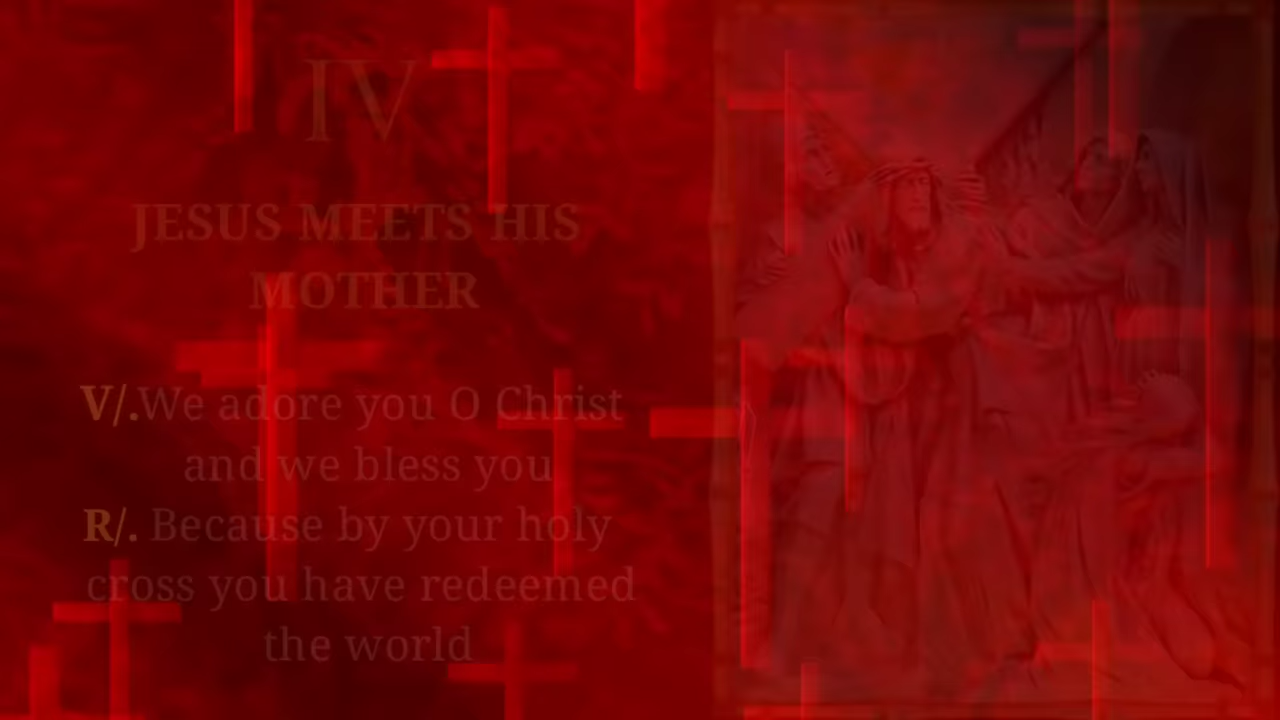 IV
JESUS MEETS HIS
MOTHER
V/.We adore you O Christ
and we bless you
R/. Because by your holy
cross you have redeemed
the world